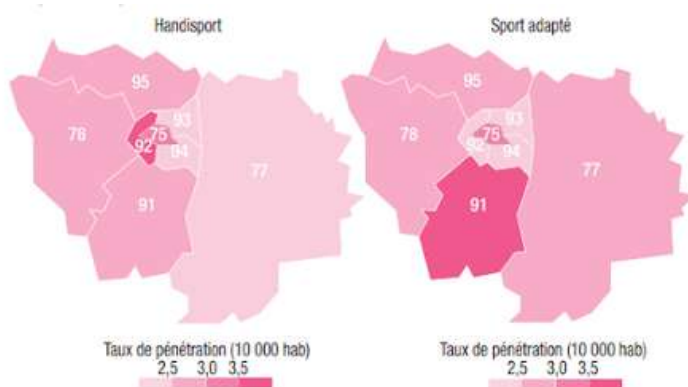 Handisport
Sport adapté
95
95
93
93
78
75
78
75
92
94
92
94
77
77
91
91
Taux de pénétration (10 000 hab)
Taux de pénétration (10 000 hab)
2,5 3,0 3,5
2,5 3,0 3,5